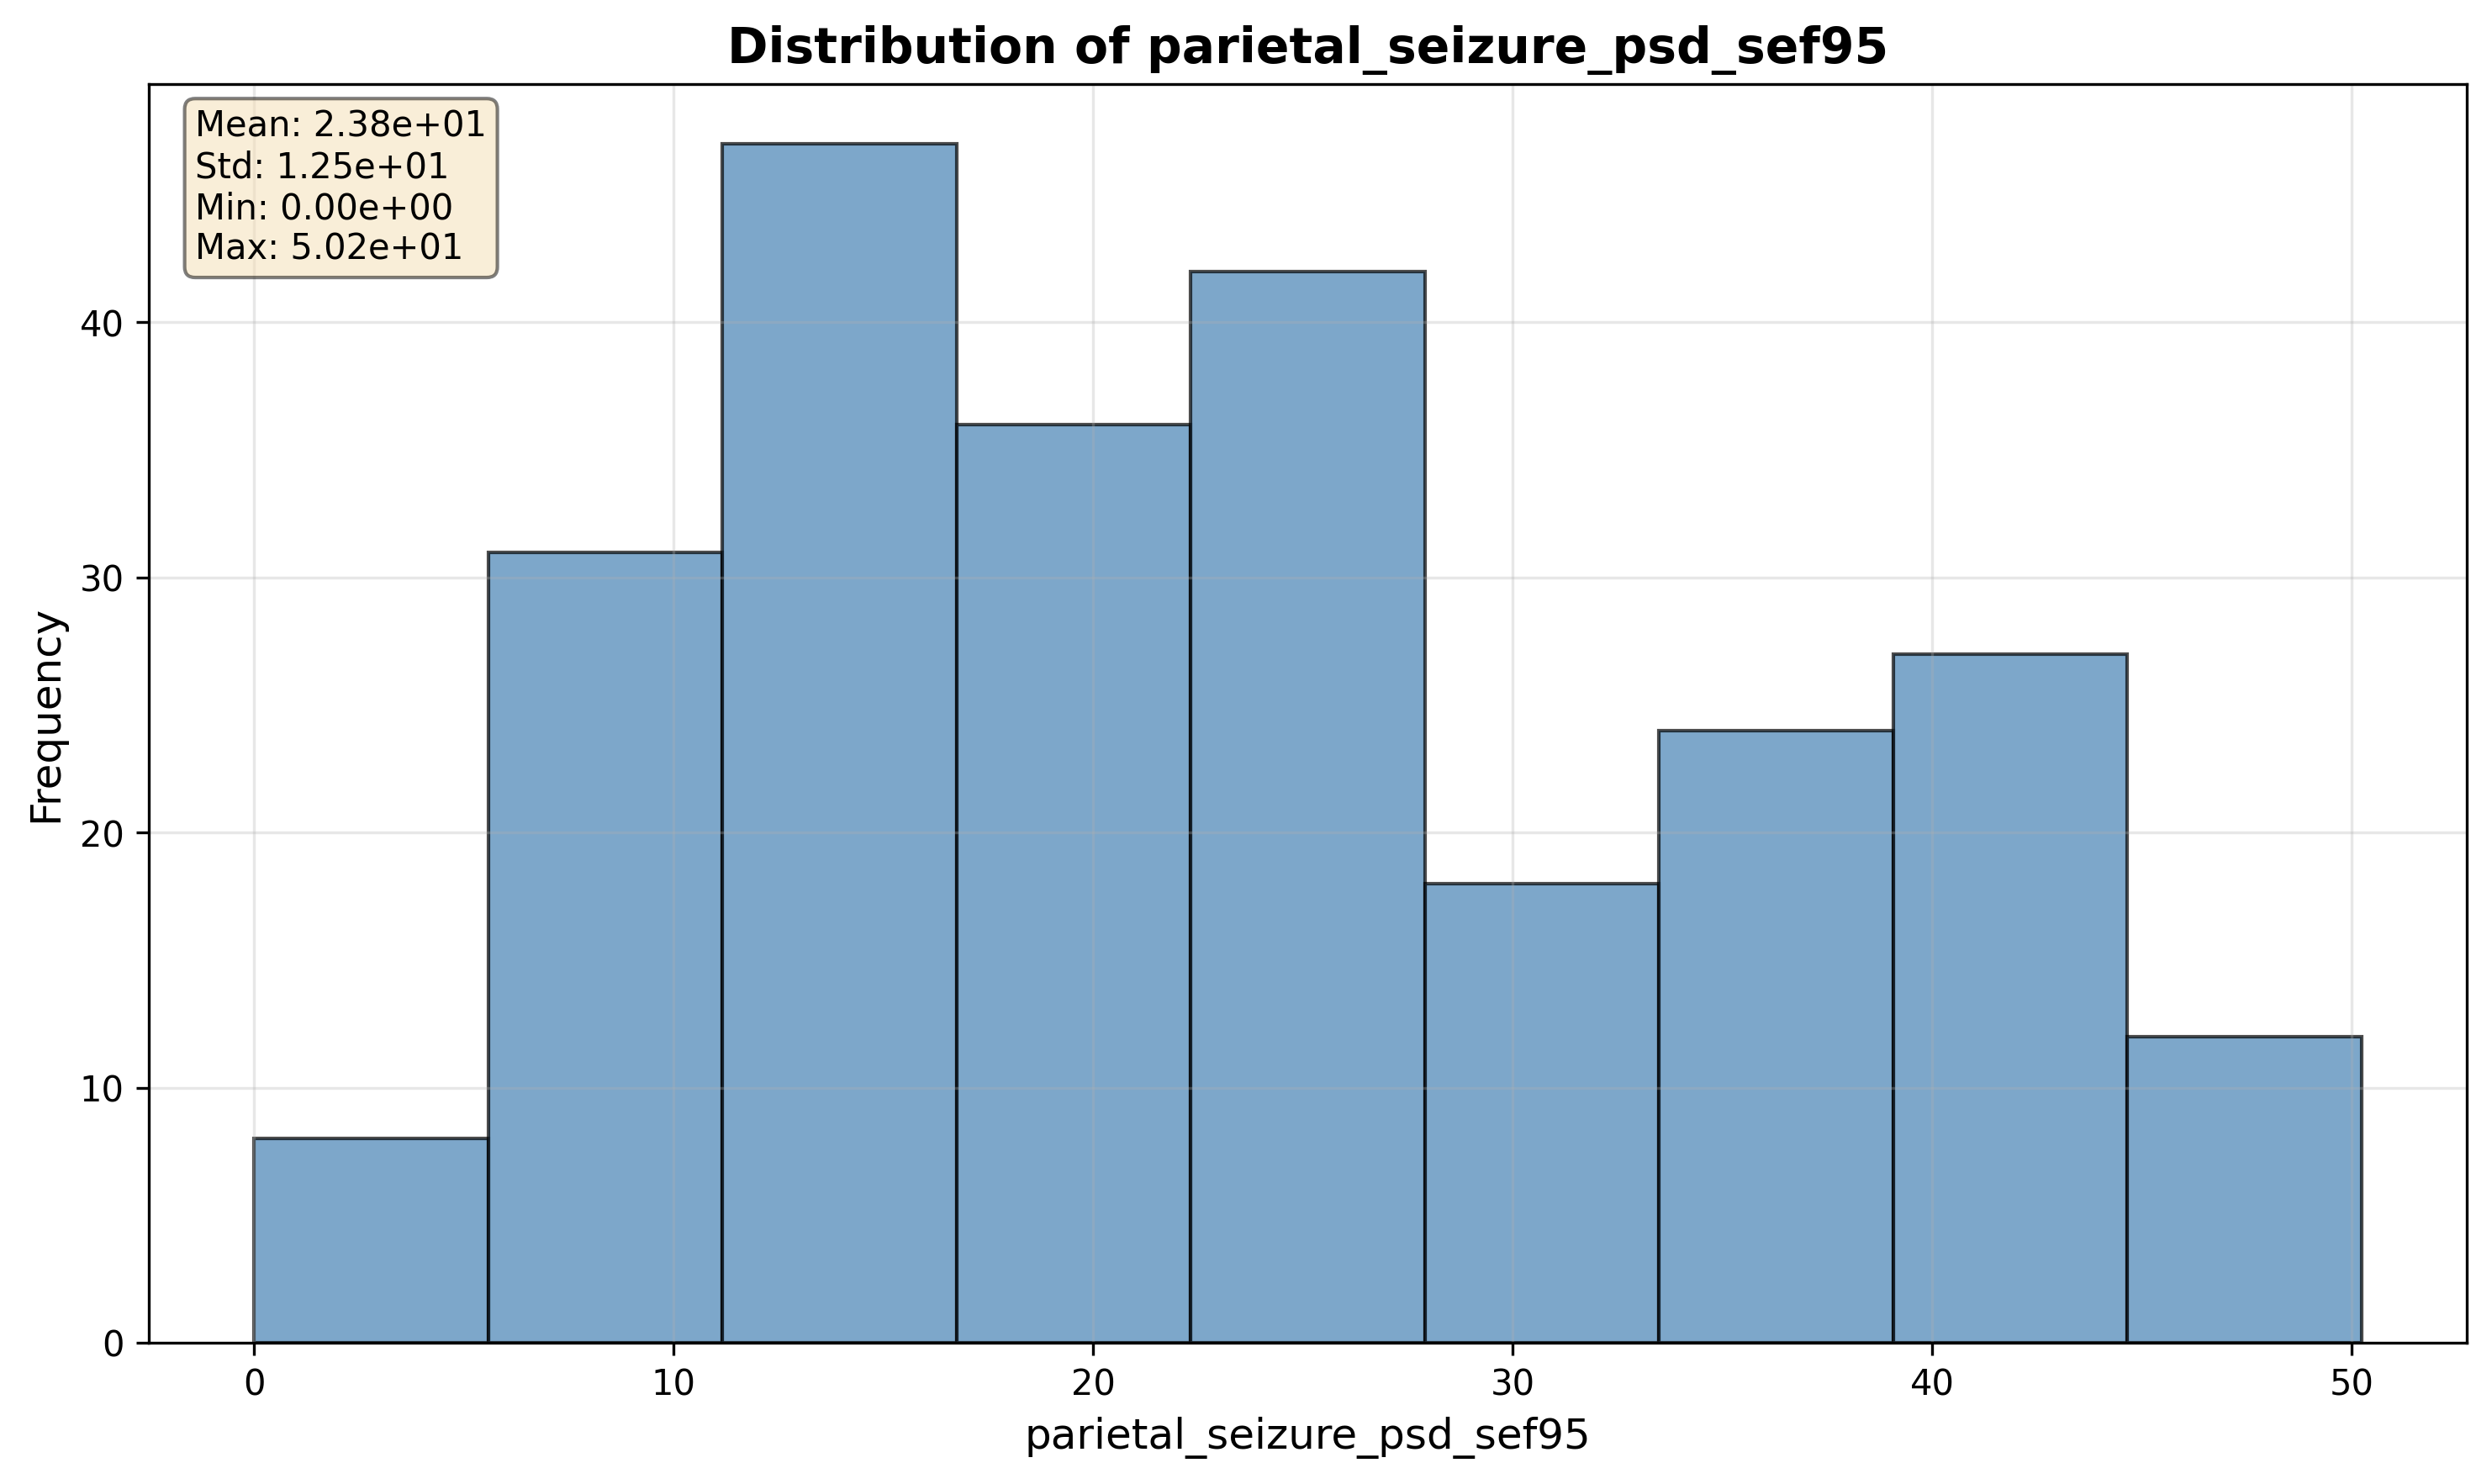 Distribution of parietal_seizure_psd_sef95
Mean: 2.38e+01
Std: 1.25e+01
Min: 0.00e+00
Max: 5.02e+01
Frequency
40
30
20
10
0
0 10 20 30 40 50
parietal_seizure_psd_sef95